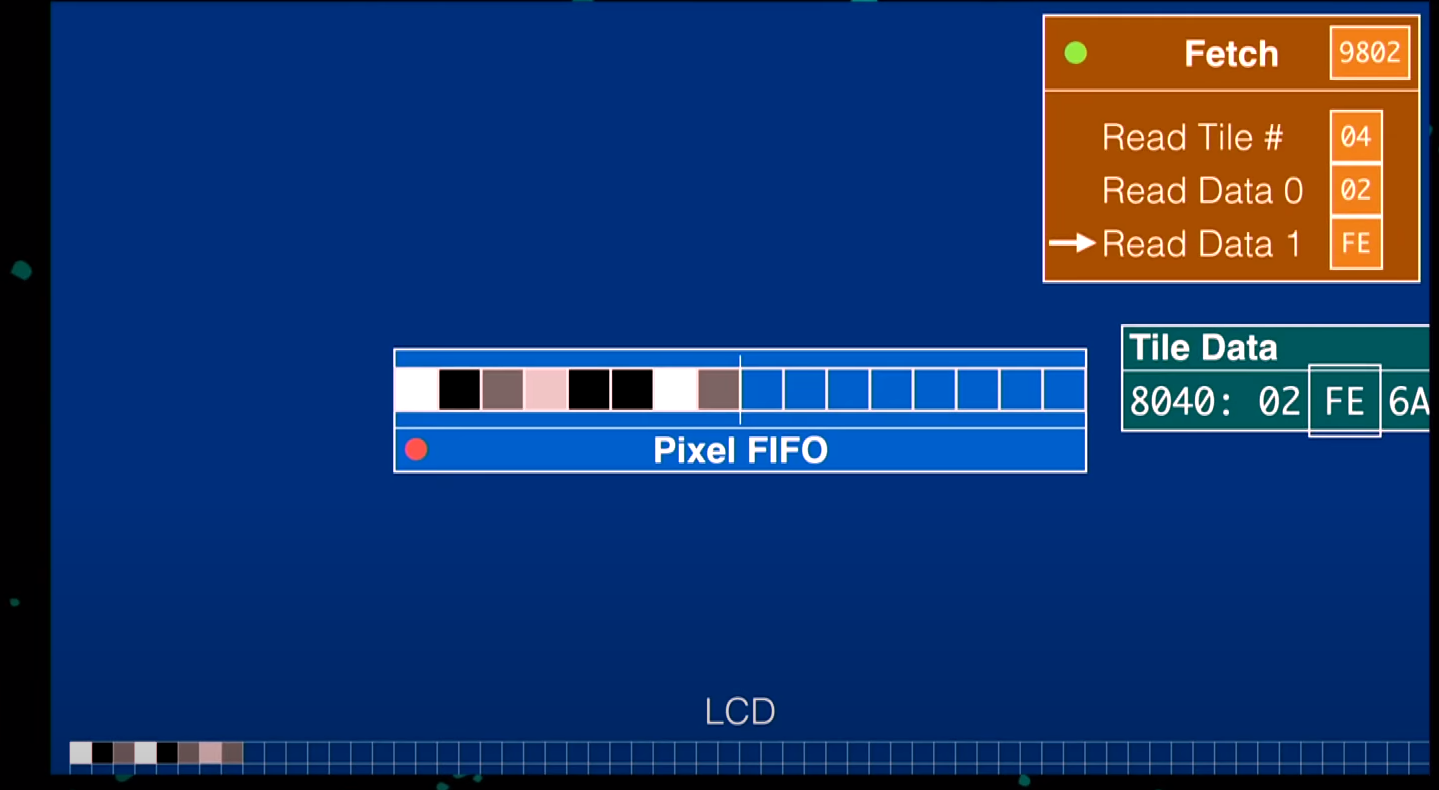 Fetch 9802
Read Tile # 04
Read Data 0 02
Read Data 1 FE
Tile Data
8040: 02 FE 6A
Pixel FIFO
LCD